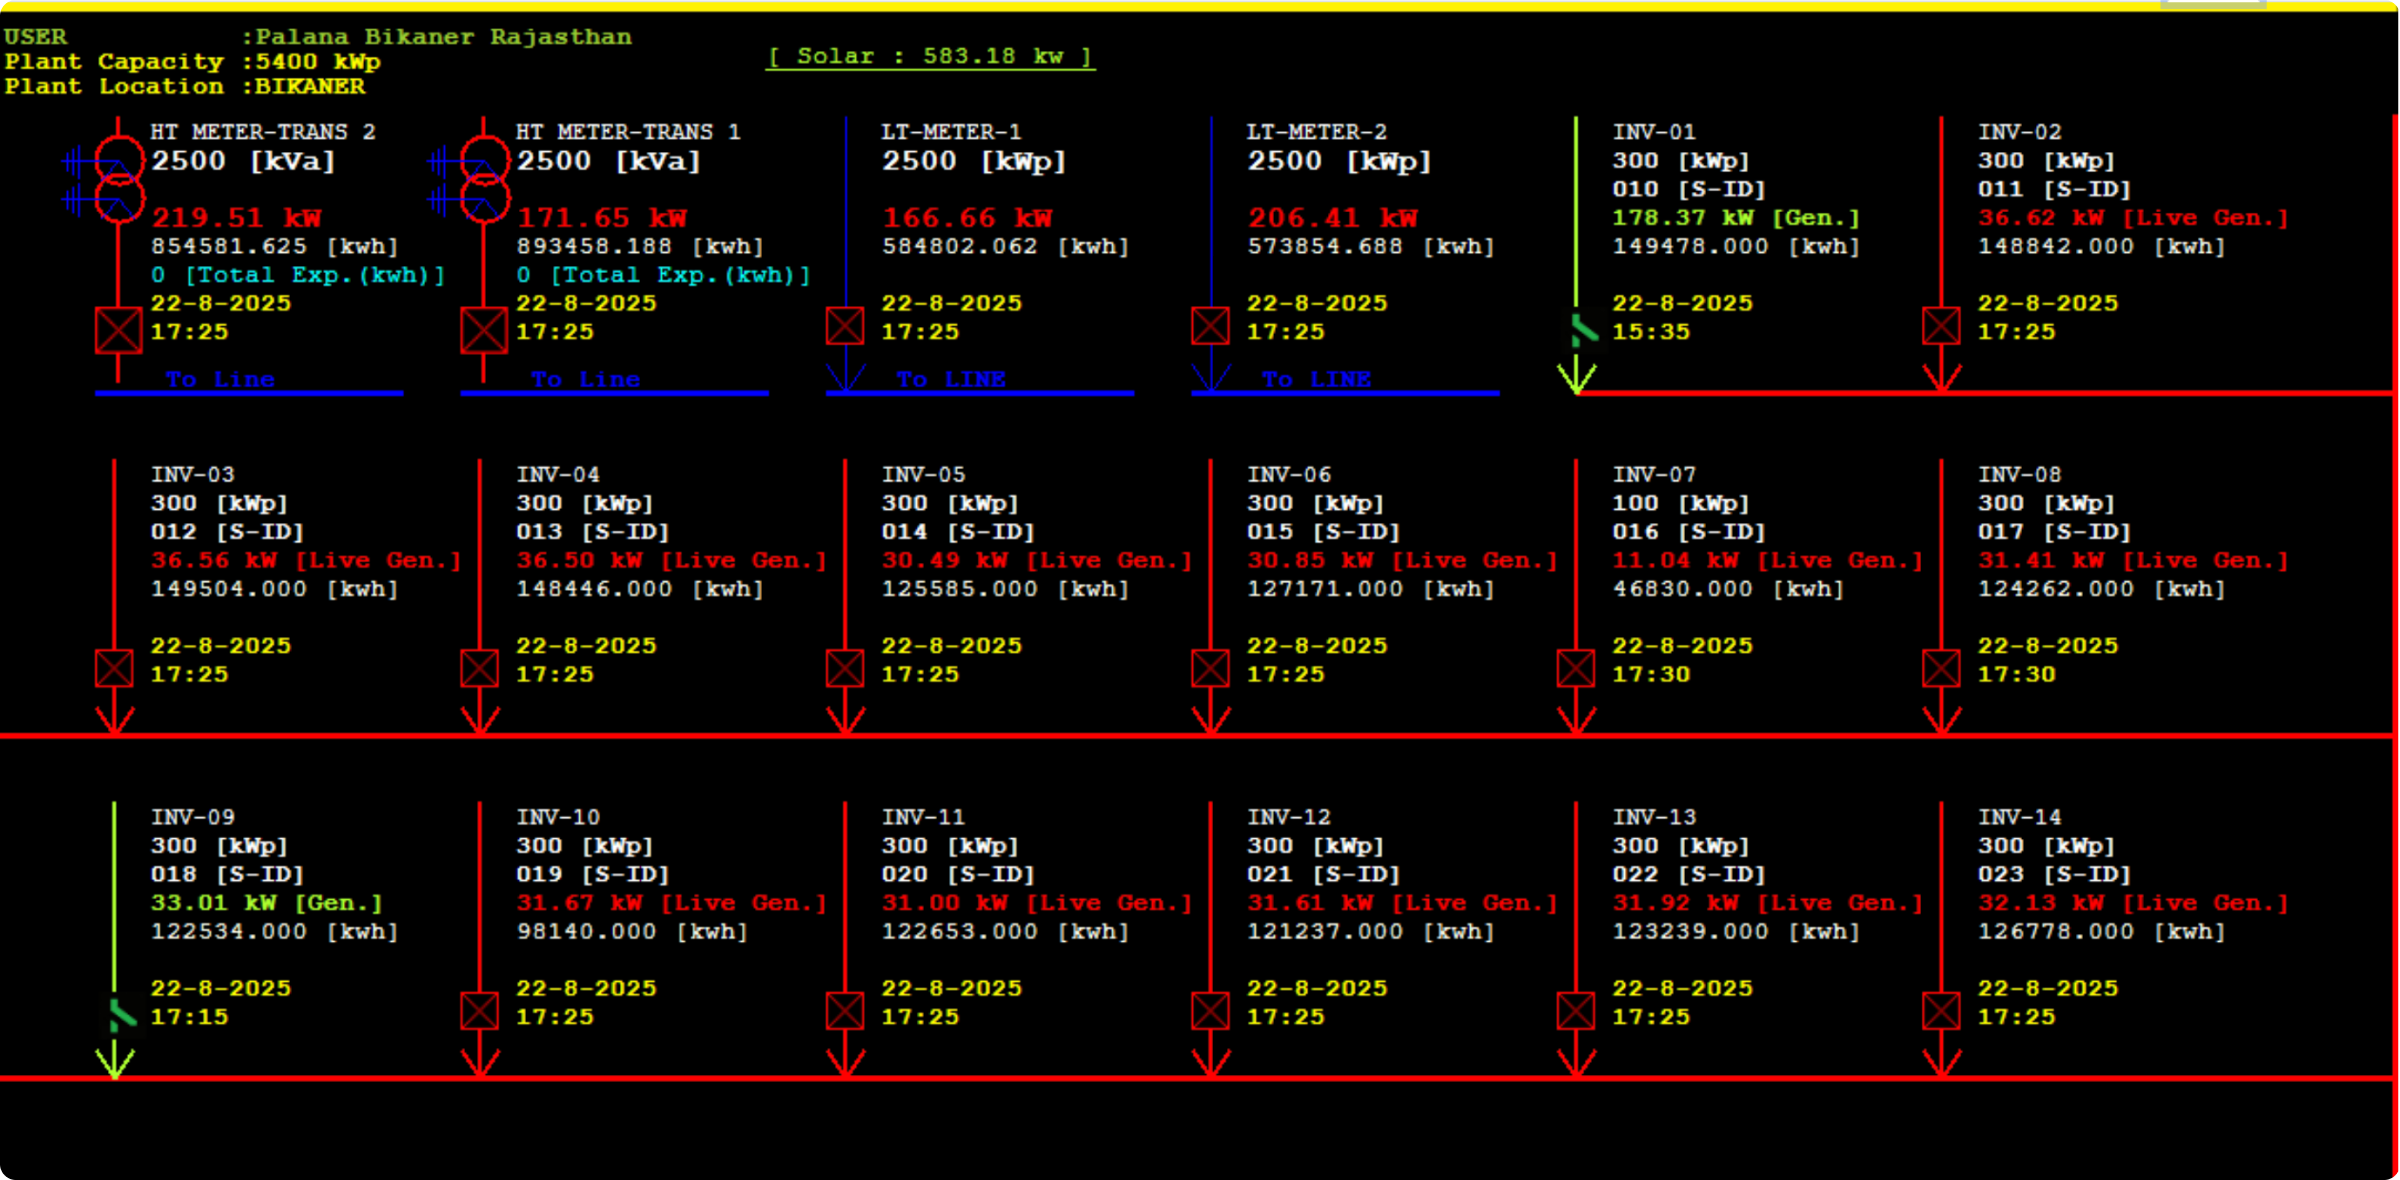 USER :Palana Bikaner Rajasthan
Plant Capacity :5400 kWp
Plant Location :BIKANER
[ Solar : 583.18 kw ]
HT METER-TRANS 2
2500 [kVa]
219.51 kW
854581.625 [kwh]
0 [Total Exp.(kwh)]
22-8-2025
17:25
To Line
HT METER-TRANS 1
2500 [kVa]
171.65 kW
893458.188 [kwh]
0 [Total Exp.(kwh)]
22-8-2025
17:25
To Line
LT-METER-1
2500 [kWp]
166.66 kW
584802.062 [kwh]
22-8-2025
17:25
To LINE
LT-METER-2
2500 [kWp]
206.41 kW
573854.688 [kwh]
22-8-2025
17:25
To LINE
INV-01
300 [kWp]
010 [S-ID]
178.37 kW [Gen.]
149478.000 [kwh]
22-8-2025
15:35
INV-02
300 [kWp]
011 [S-ID]
36.62 kW [Live Gen.]
148842.000 [kwh]
22-8-2025
17:25
INV-03
300 [kWp]
012 [S-ID]
36.56 kW [Live Gen.]
149504.000 [kwh]
22-8-2025
17:25
INV-04
300 [kWp]
013 [S-ID]
36.50 kW [Live Gen.]
148446.000 [kwh]
22-8-2025
17:25
INV-05
300 [kWp]
014 [S-ID]
30.49 kW [Live Gen.]
125585.000 [kwh]
22-8-2025
17:25
INV-06
300 [kWp]
015 [S-ID]
30.85 kW [Live Gen.]
127171.000 [kwh]
22-8-2025
17:25
INV-07
100 [kWp]
016 [S-ID]
11.04 kW [Live Gen.]
46830.000 [kwh]
22-8-2025
17:30
INV-08
300 [kWp]
017 [S-ID]
31.41 kW [Live Gen.]
124262.000 [kwh]
22-8-2025
17:30
INV-09
300 [kWp]
018 [S-ID]
33.01 kW [Gen.]
122534.000 [kwh]
22-8-2025
17:15
INV-10
300 [kWp]
019 [S-ID]
31.67 kW [Live Gen.]
98140.000 [kwh]
22-8-2025
17:25
INV-11
300 [kWp]
020 [S-ID]
31.00 kW [Live Gen.]
122653.000 [kwh]
22-8-2025
17:25
INV-12
300 [kWp]
021 [S-ID]
31.61 kW [Live Gen.]
121237.000 [kwh]
22-8-2025
17:25
INV-13
300 [kWp]
022 [S-ID]
31.92 kW [Live Gen.]
123239.000 [kwh]
22-8-2025
17:25
INV-14
300 [kWp]
023 [S-ID]
32.13 kW [Live Gen.]
126778.000 [kwh]
22-8-2025
17:25